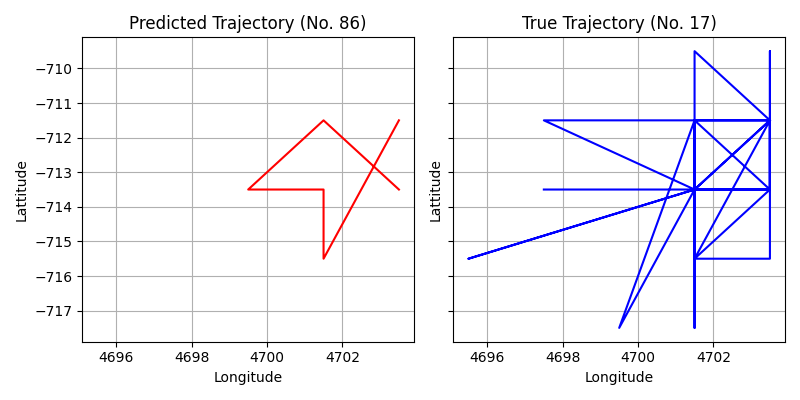 Predicted Trajectory (No. 86)
True Trajectory (No. 17)
−710
−711
−712
−713
−714
−715
−716
−717
Lattitude
Lattitude
4696
4698
4700
4702
4696
4698
4700
4702
Longitude
Longitude